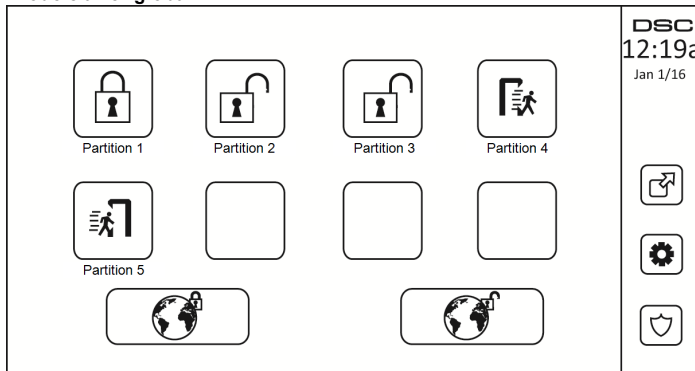 DSC
12:19a
Jan 1/16
Partition 1
Partition 2
Partition 3
Partition 4
Partition 5